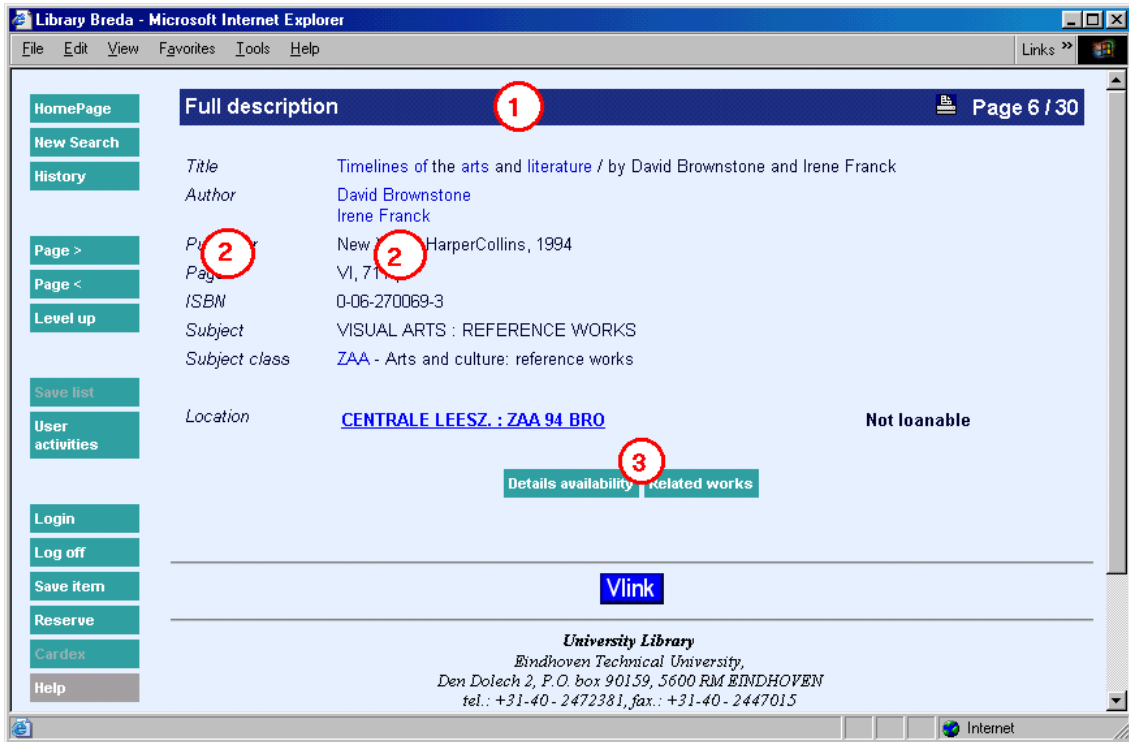 Library Breda - Microsoft Internet Explorer
File Edit View Favorites Tools Help Links »
HomePage
New Search
History
Page >
Page <
Level up
Save list
User
activities
Login
Log off
Save item
Reserve
Cardex
Help
Full description 1 Page 6 / 30
Title Timelines of the arts and literature / by David Brownstone and Irene Franck
Author David Brownstone
Irene Franck
2 New 2 HarperCollins, 1994
VI,
ISBN 0-06-270069-3
Subject VISUAL ARTS : REFERENCE WORKS
Subject class ZAA - Arts and culture: reference works
Location CENTRALE LEESZ. : ZAA 94 BRO Not loanable
3
Details availability Related works
Vlink
University Library
Eindhoven Technical University,
Den Dolech 2, P.O. box 90159, 5600 RM EINDHOVEN
tel.: +31-40 - 2472381, fax.: +31-40 - 2447015
Internet